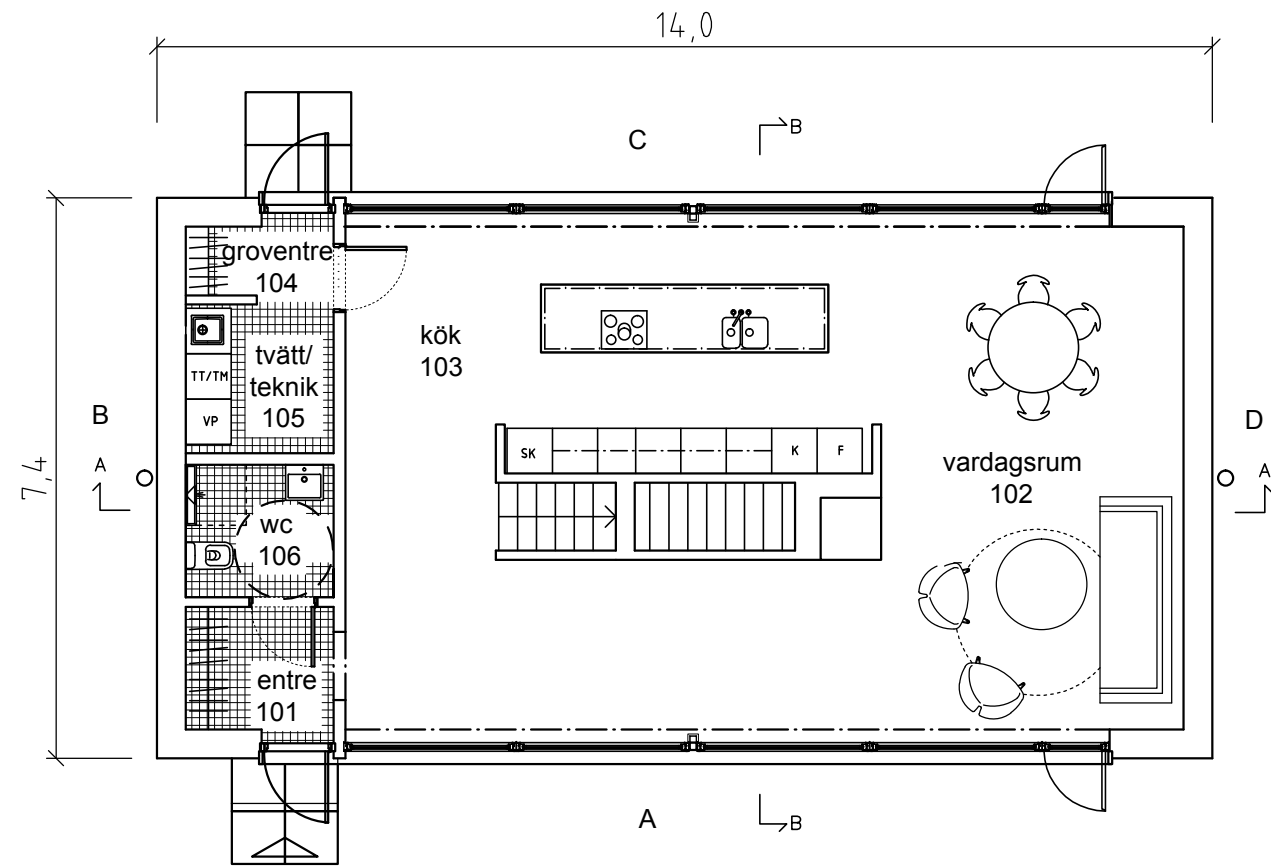 14,0
C
B
groventre
104
kök
103
tvätt/
teknik
105
TT/TM
VP
B
A
7,4
SK
K
F
vardagsrum
102
D
A
wc
106
entre
101
A
B